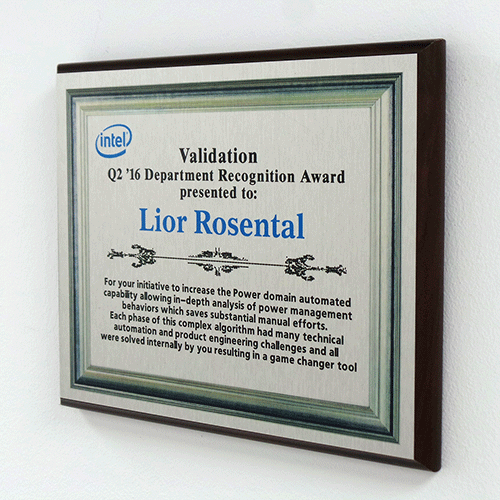 intel
Validation
Q2 '16 Department Recognition Award
presented to:
Lior Rosental
For your initiative to increase the Power domain automated
capability allowing in-depth analysis of power management
behaviors which saves substantial manual efforts.
Each phase of this complex algorithm had many technical
automation and product engineering challenges and all
were solved internally by you resulting in a game changer tool